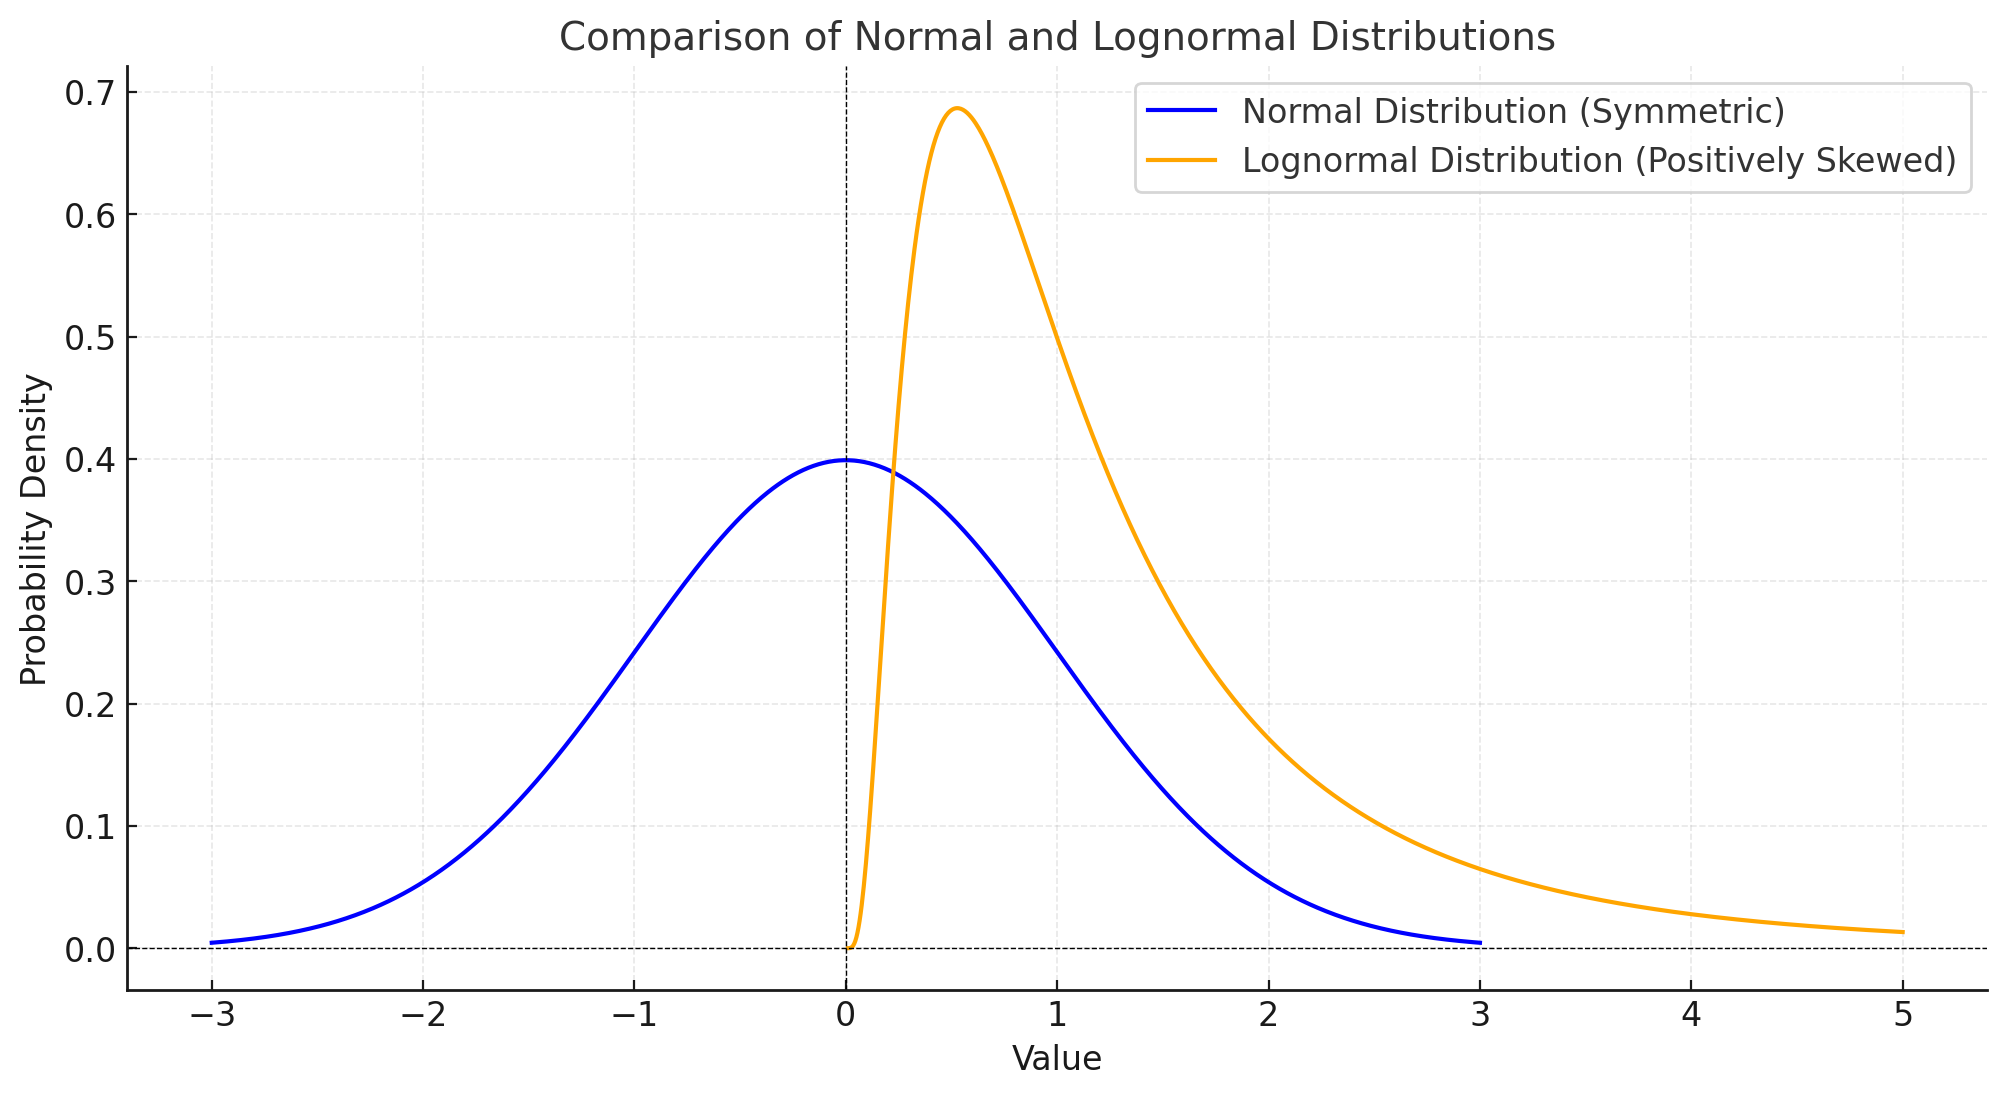 Comparison of Normal and Lognormal Distributions
Normal Distribution (Symmetric)
Lognormal Distribution (Positively Skewed)
Probability Density
0.7
0.6
0.5
0.4
0.3
0.2
0.1
0.0
−3 −2 −1 0 1 2 3 4 5
Value